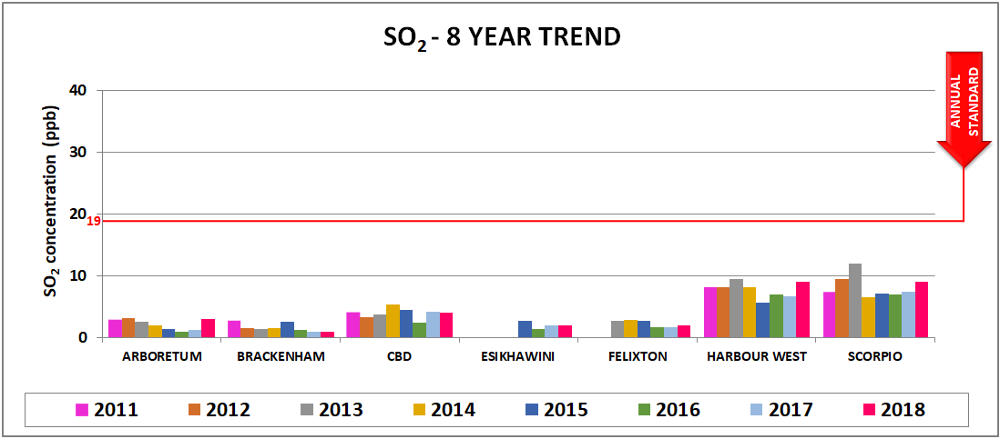 SO₂ - 8 YEAR TREND
ANNUAL
STANDARD
SO₂ concentration (ppb)
40
30
20
19
10
0
ARBORETUM BRACKENHAM CBD ESIKHAWINI FELIXTON HARBOUR WEST SCORPIO
2011 2012 2013 2014 2015 2016 2017 2018